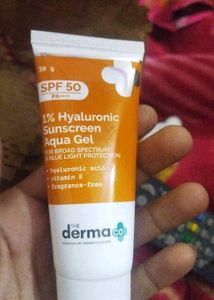 30 g
SPF 50
PA++++
1% Hyaluronic
Sunscreen
Aqua Gel
FOR BROAD SPECTRUM
& BLUE LIGHT PROTECTION
• hyaluronic acid
• vitamin E
• fragrance-free
THE
derma co